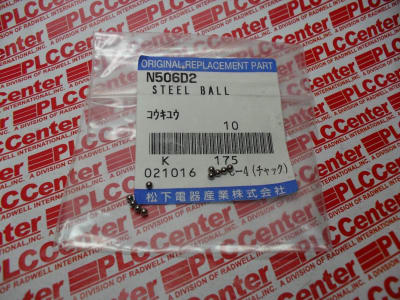 ORIGINAL REPLACEMENT PART
N506D2
STEEL BALL
コウキユウ
10
K 175
021016 -4(チャック)
松下電器産業株式会社
PLCCenter
A DIVISION OF RADWELL INTERNATIONAL, INC.